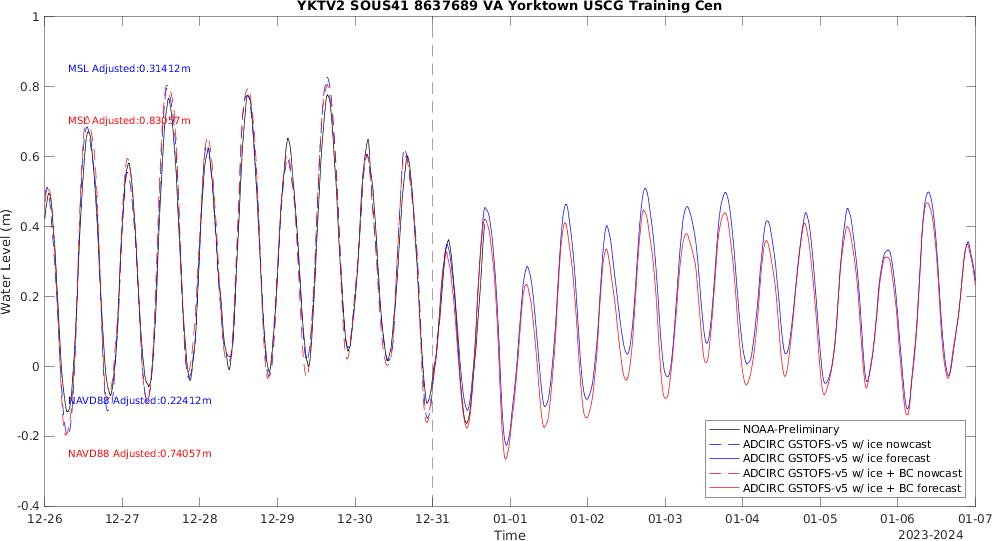 YKTV2 SOUS41 8637689 VA Yorktown USCG Training Cen
1
0.8
0.6
0.4
0.2
0
-0.2
-0.4
Water Level (m)
MSL Adjusted:0.31412m
MSL Adjusted:0.83057m
NAVD88 Adjusted:0.22412m
NAVD88 Adjusted:0.74057m
NOAA-Preliminary
ADCIRC GSTOFS-v5 w/ ice nowcast
ADCIRC GSTOFS-v5 w/ ice forecast
ADCIRC GSTOFS-v5 w/ ice + BC nowcast
ADCIRC GSTOFS-v5 w/ ice + BC forecast
12-26 12-27 12-28 12-29 12-30 12-31 01-01 01-02 01-03 01-04 01-05 01-06 01-07
Time
2023-2024